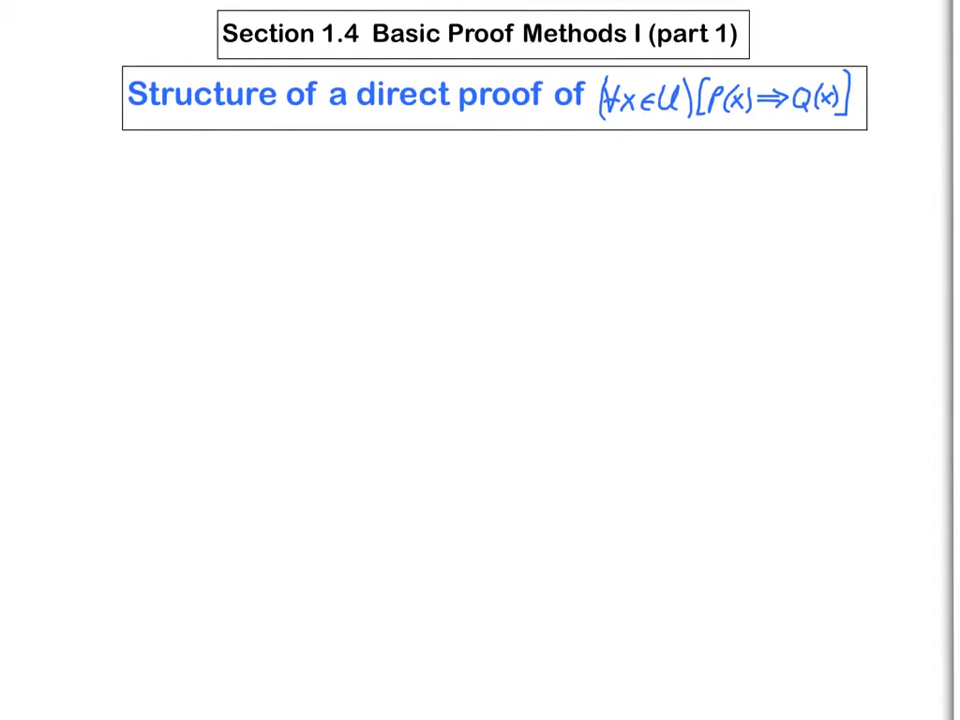 Section 1.4 Basic Proof Methods I (part 1)
Structure of a direct proof of (∀x∈U)[P(x)⇒Q(x)]